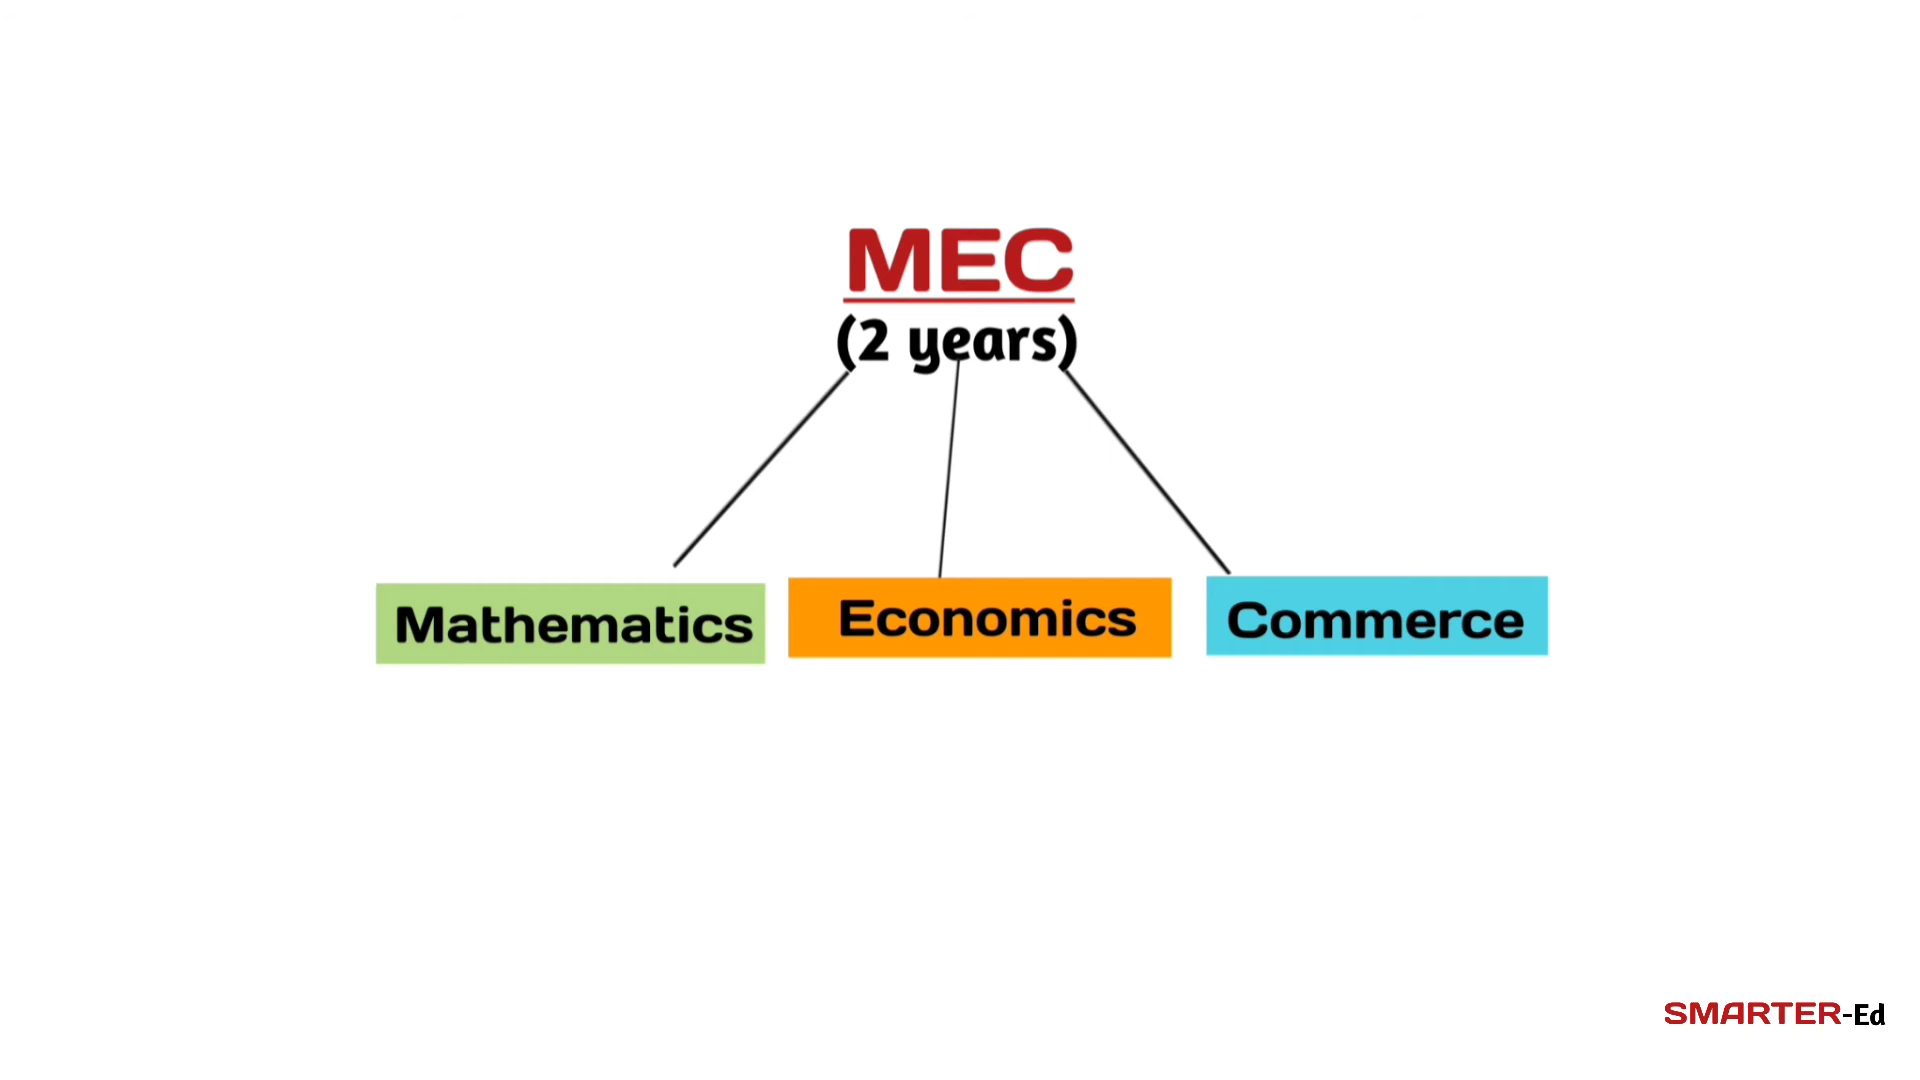 MEC
(2 years)
Mathematics
Economics
Commerce
SMARTER-Ed